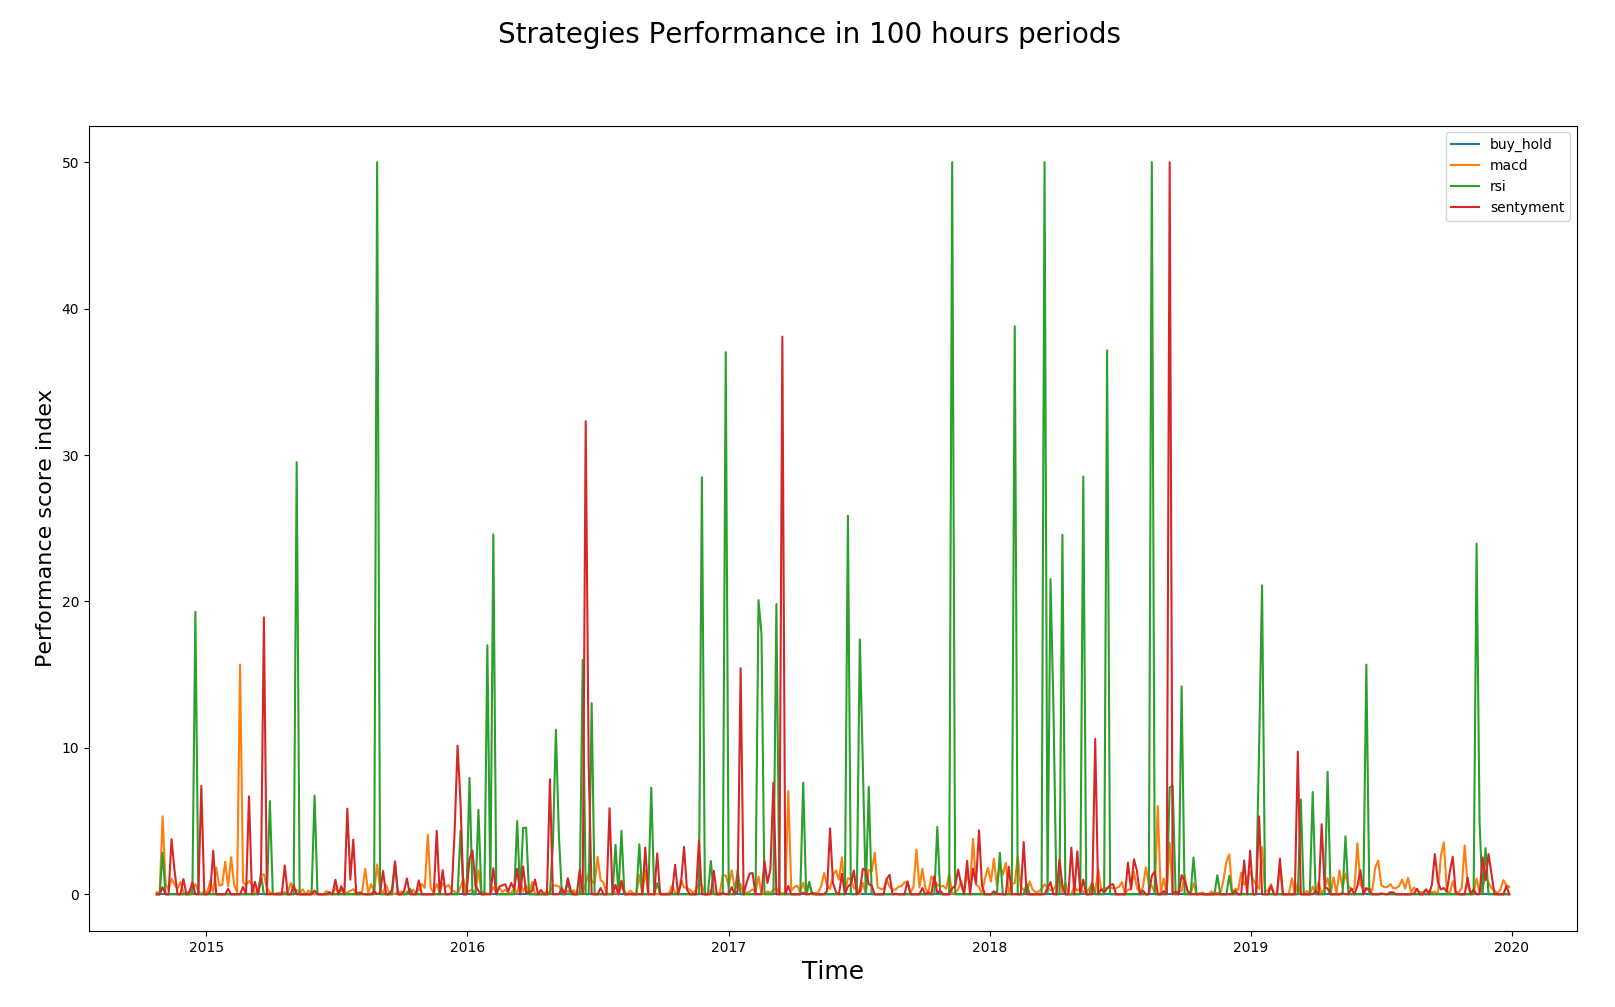 Strategies Performance in 100 hours periods
buy_hold
macd
rsi
sentyment
50
40
30
20
10
0
Performance score index
2015
2016
2017
2018
2019
2020
Time